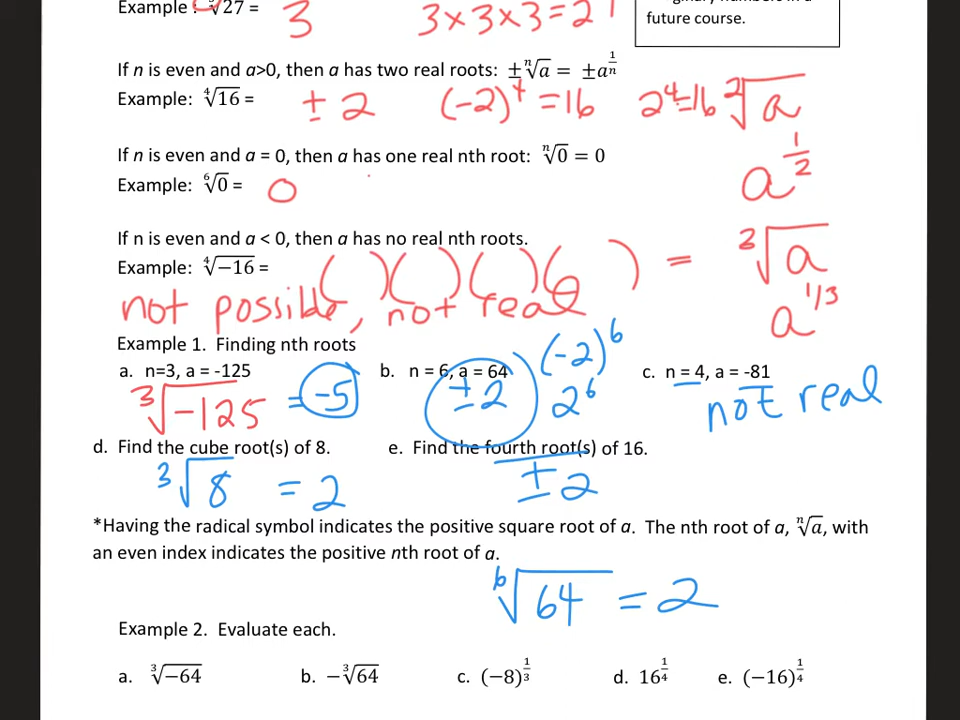 Example : ∛27 = 3 3×3×3=27
future course.
If n is even and a>0, then a has two real roots: ±ⁿ√a = ±a^(1/n)
Example: ⁴√16 = ±2 (-2)⁴ = 16 2⁴=16 ²√a
If n is even and a = 0, then a has one real nth root: ⁿ√0 = 0
a^(1/2)
Example: ⁶√0 = 0
If n is even and a < 0, then a has no real nth roots.
Example: ⁴√−16 = ( )( )( )( ) = ³√a
not possible, not real a^(1/3)
Example 1. Finding nth roots
a. n=3, a = -125 b. n = 6, a = 64 (-2)⁶ c. n = 4, a = -81
³√-125 = -5 ±2 2⁶ not real
d. Find the cube root(s) of 8. e. Find the fourth root(s) of 16.
³√8 = 2 ±2
*Having the radical symbol indicates the positive square root of a. The nth root of a, ⁿ√a, with
an even index indicates the positive nth root of a.
⁶√64 = 2
Example 2. Evaluate each.
a. ³√−64 b. −³√64 c. (−8)^(1/3) d. 16^(1/4) e. (−16)^(1/4)